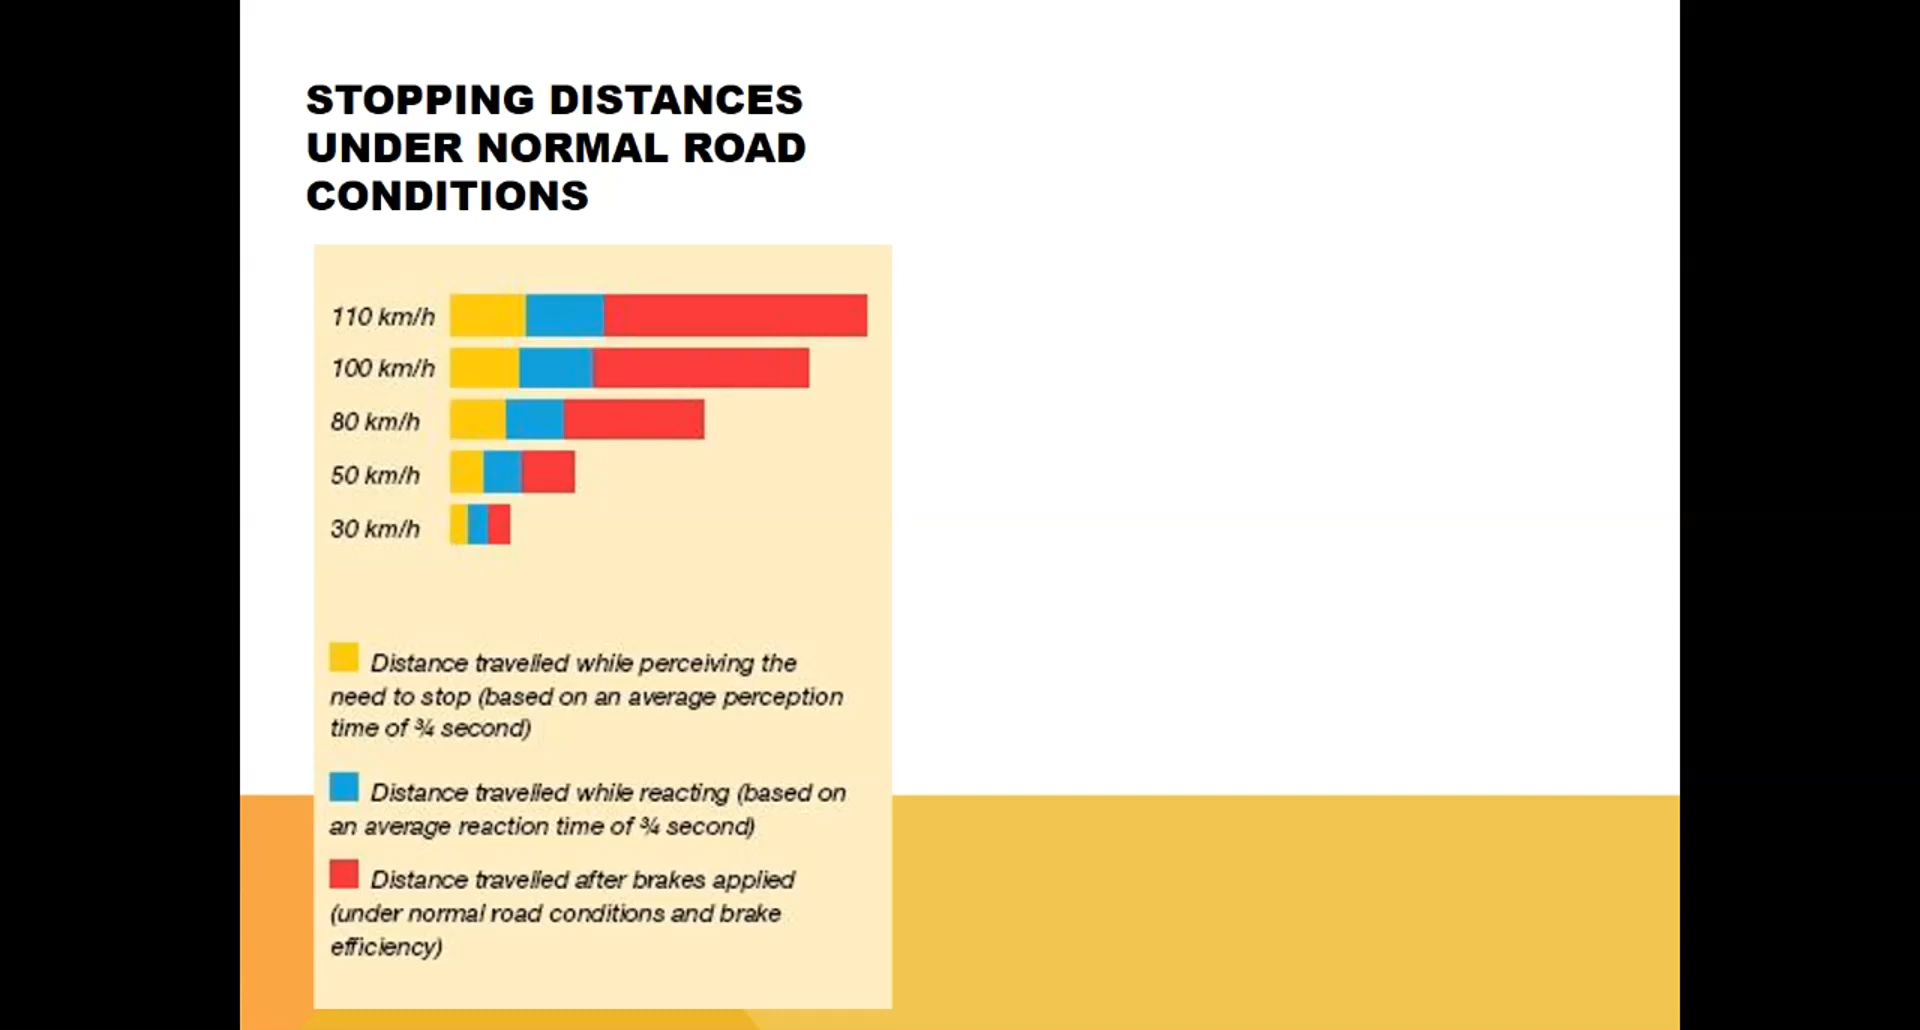 STOPPING DISTANCES
UNDER NORMAL ROAD
CONDITIONS
110 km/h
100 km/h
80 km/h
50 km/h
30 km/h
Distance travelled while perceiving the
need to stop (based on an average perception
time of ¾ second)
Distance travelled while reacting (based on
an average reaction time of ¾ second)
Distance travelled after brakes applied
(under normal road conditions and brake
efficiency)